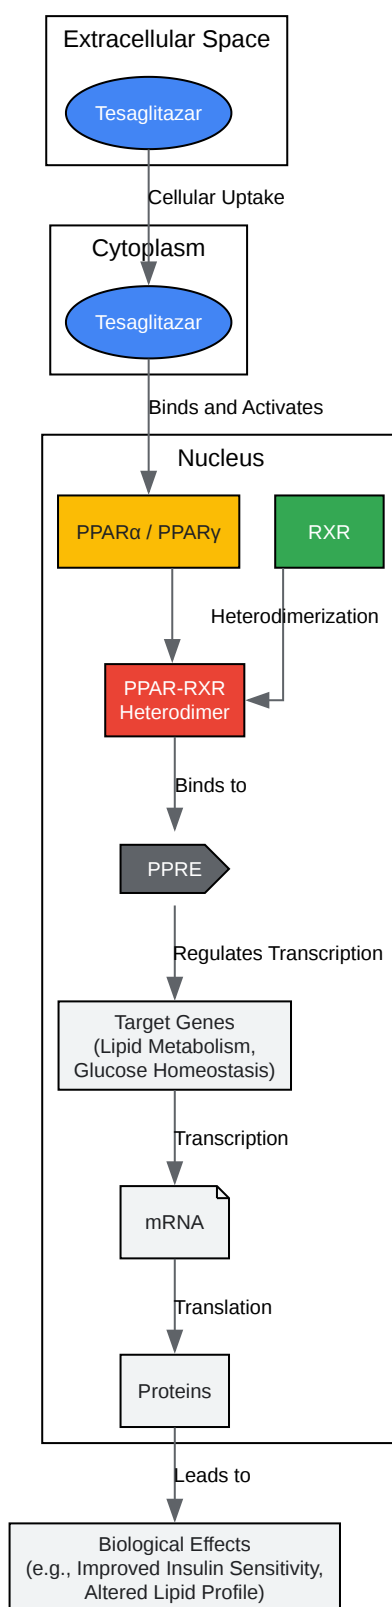 Extracellular Space
Tesaglitazar
Cellular Uptake
Cytoplasm
Tesaglitazar
Binds and Activates
Nucleus
PPARα / PPARγ
RXR
Heterodimerization
PPAR-RXR
Heterodimer
Binds to
PPRE
Regulates Transcription
Target Genes
(Lipid Metabolism,
Glucose Homeostasis)
Transcription
mRNA
Translation
Proteins
Leads to
Biological Effects
(e.g., Improved Insulin Sensitivity,
Altered Lipid Profile)